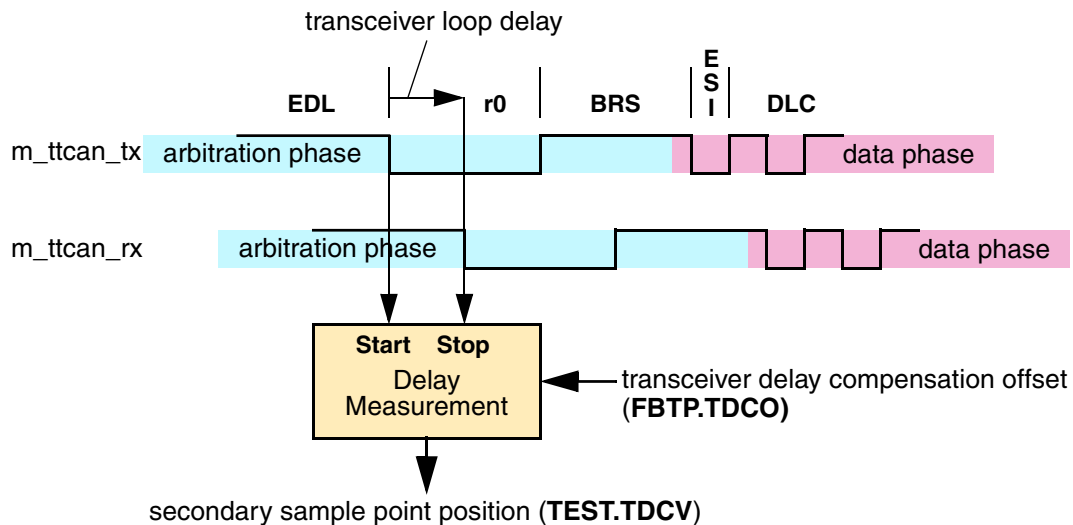 transceiver loop delay
EDL
r0
BRS
ESI
DLC
m_ttcan_tx
arbitration phase
data phase
m_ttcan_rx
arbitration phase
data phase
Start Stop
Delay
Measurement
transceiver delay compensation offset
(FBTP.TDCO)
secondary sample point position (TEST.TDCV)